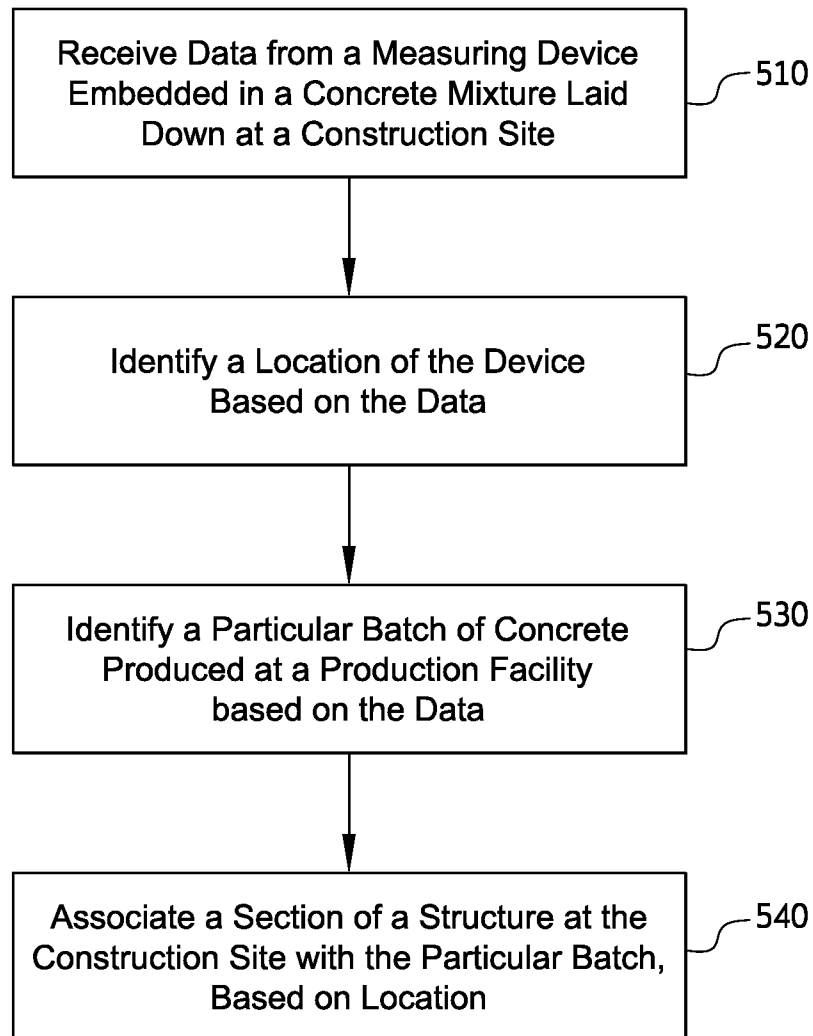 Receive Data from a Measuring Device
Embedded in a Concrete Mixture Laid
Down at a Construction Site
510
Identify a Location of the Device
Based on the Data
520
Identify a Particular Batch of Concrete
Produced at a Production Facility
based on the Data
530
Associate a Section of a Structure at the
Construction Site with the Particular Batch,
Based on Location
540